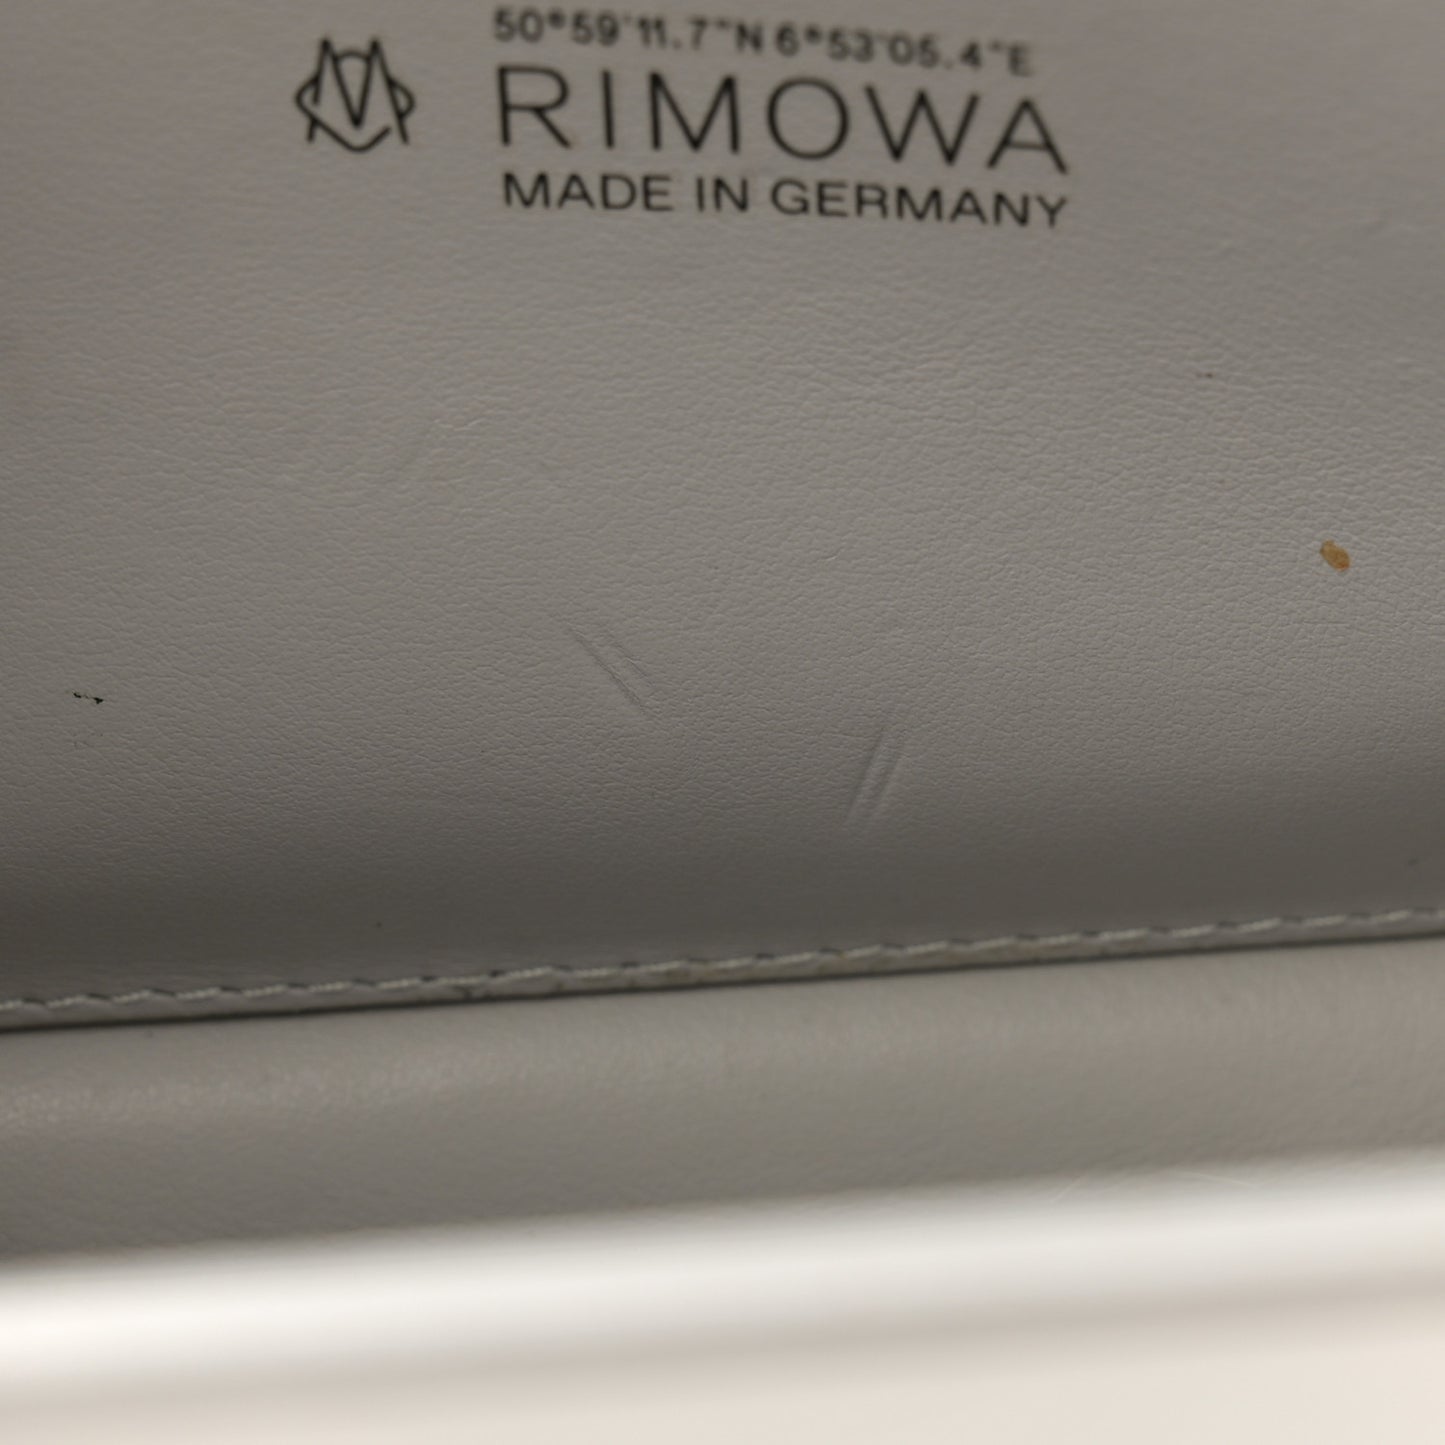 50°59'11.7"N 6°53'05.4"E
RIMOWA
MADE IN GERMANY